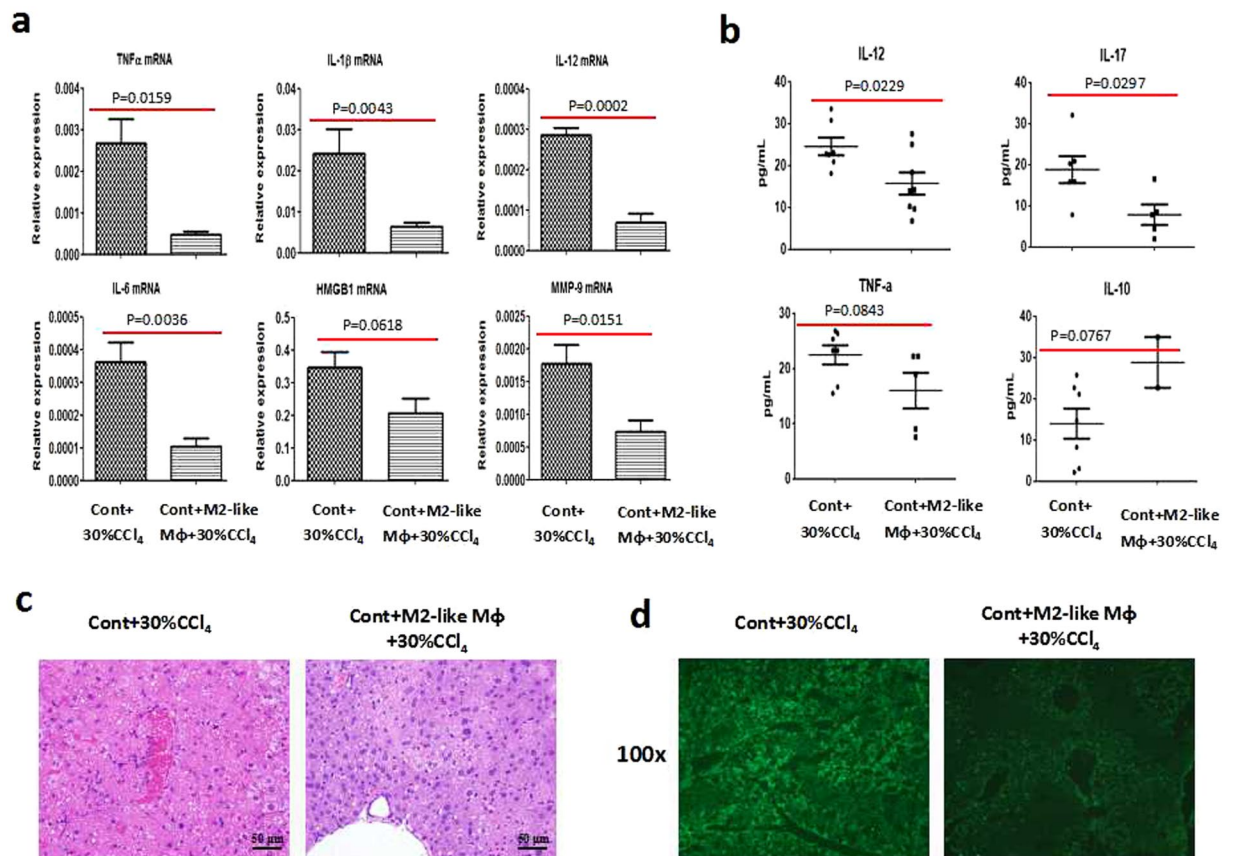 a
TNFα mRNA
IL-1β mRNA
IL-12 mRNA
Relative expression
0.004
0.003
0.002
0.001
0.000
P=0.0159
Relative expression
0.04
0.03
0.02
0.01
0.00
P=0.0043
Relative expression
0.0004
0.0003
0.0002
0.0001
0.0000
P=0.0002
IL-6 mRNA
HMGB1 mRNA
MMP-9 mRNA
Relative expression
0.0005
0.0004
0.0003
0.0002
0.0001
0.0000
P=0.0036
Relative expression
0.5
0.4
0.3
0.2
0.1
0.0
P=0.0618
Relative expression
0.0025
0.0020
0.0015
0.0010
0.0005
0.0000
P=0.0151
Cont+
30%CCl₄
Cont+M2-like
Mϕ+30%CCl₄
Cont+
30%CCl₄
Cont+M2-like
Mϕ+30%CCl₄
Cont+
30%CCl₄
Cont+M2-like
Mϕ+30%CCl₄
b
IL-12
IL-17
pg/mL
40
30
20
10
0
P=0.0229
pg/mL
40
30
20
10
0
P=0.0297
TNF-a
IL-10
pg/mL
30
20
10
0
P=0.0843
pg/mL
40
30
20
10
0
P=0.0767
Cont+
30%CCl₄
Cont+M2-like
Mϕ+30%CCl₄
Cont+
30%CCl₄
Cont+M2-like
Mϕ+30%CCl₄
c
Cont+30%CCl₄
Cont+M2-like Mϕ
+30%CCl₄
50 µm
50 µm
d
Cont+30%CCl₄
Cont+M2-like Mϕ
+30%CCl₄
100x